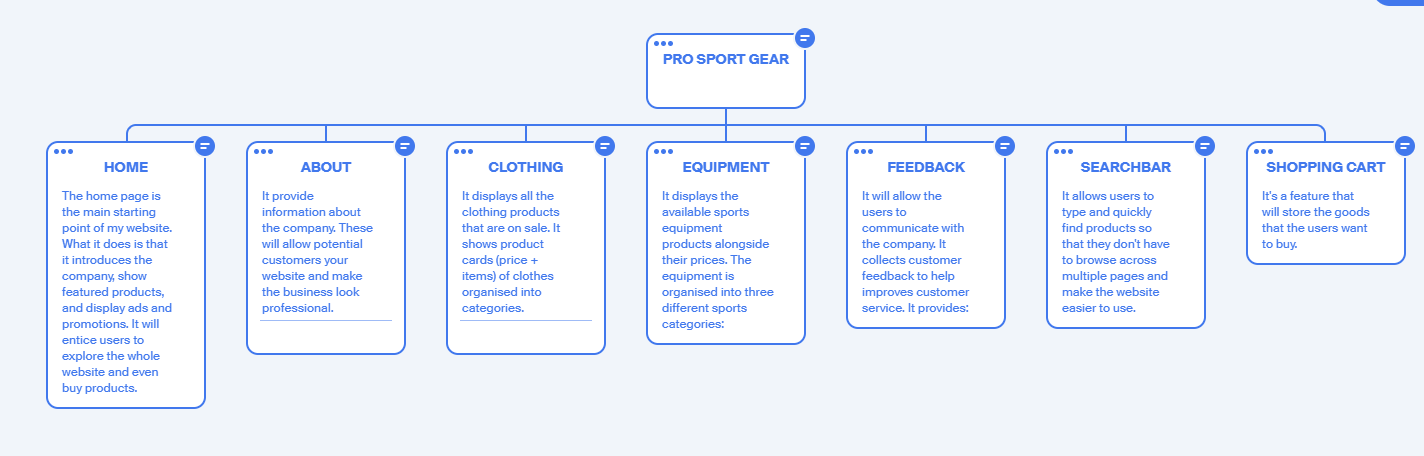 PRO SPORT GEAR
HOME
The home page is
the main starting
point of my website.
What it does is that
it introduces the
company, show
featured products,
and display ads and
promotions. It will
entice users to
explore the whole
website and even
buy products.
ABOUT
It provide
information about
the company. These
will allow potential
customers your
website and make
the business look
professional.
CLOTHING
It displays all the
clothing products
that are on sale. It
shows product
cards (price +
items) of clothes
organised into
categories.
EQUIPMENT
It displays the
available sports
equipment
products alongside
their prices. The
equipment is
organised into three
different sports
categories:
FEEDBACK
It will allow the
users to
communicate with
the company. It
collects customer
feedback to help
improves customer
service. It provides:
SEARCHBAR
It allows users to
type and quickly
find products so
that they don't have
to browse across
multiple pages and
make the website
easier to use.
SHOPPING CART
It's a feature that
will store the goods
that the users want
to buy.